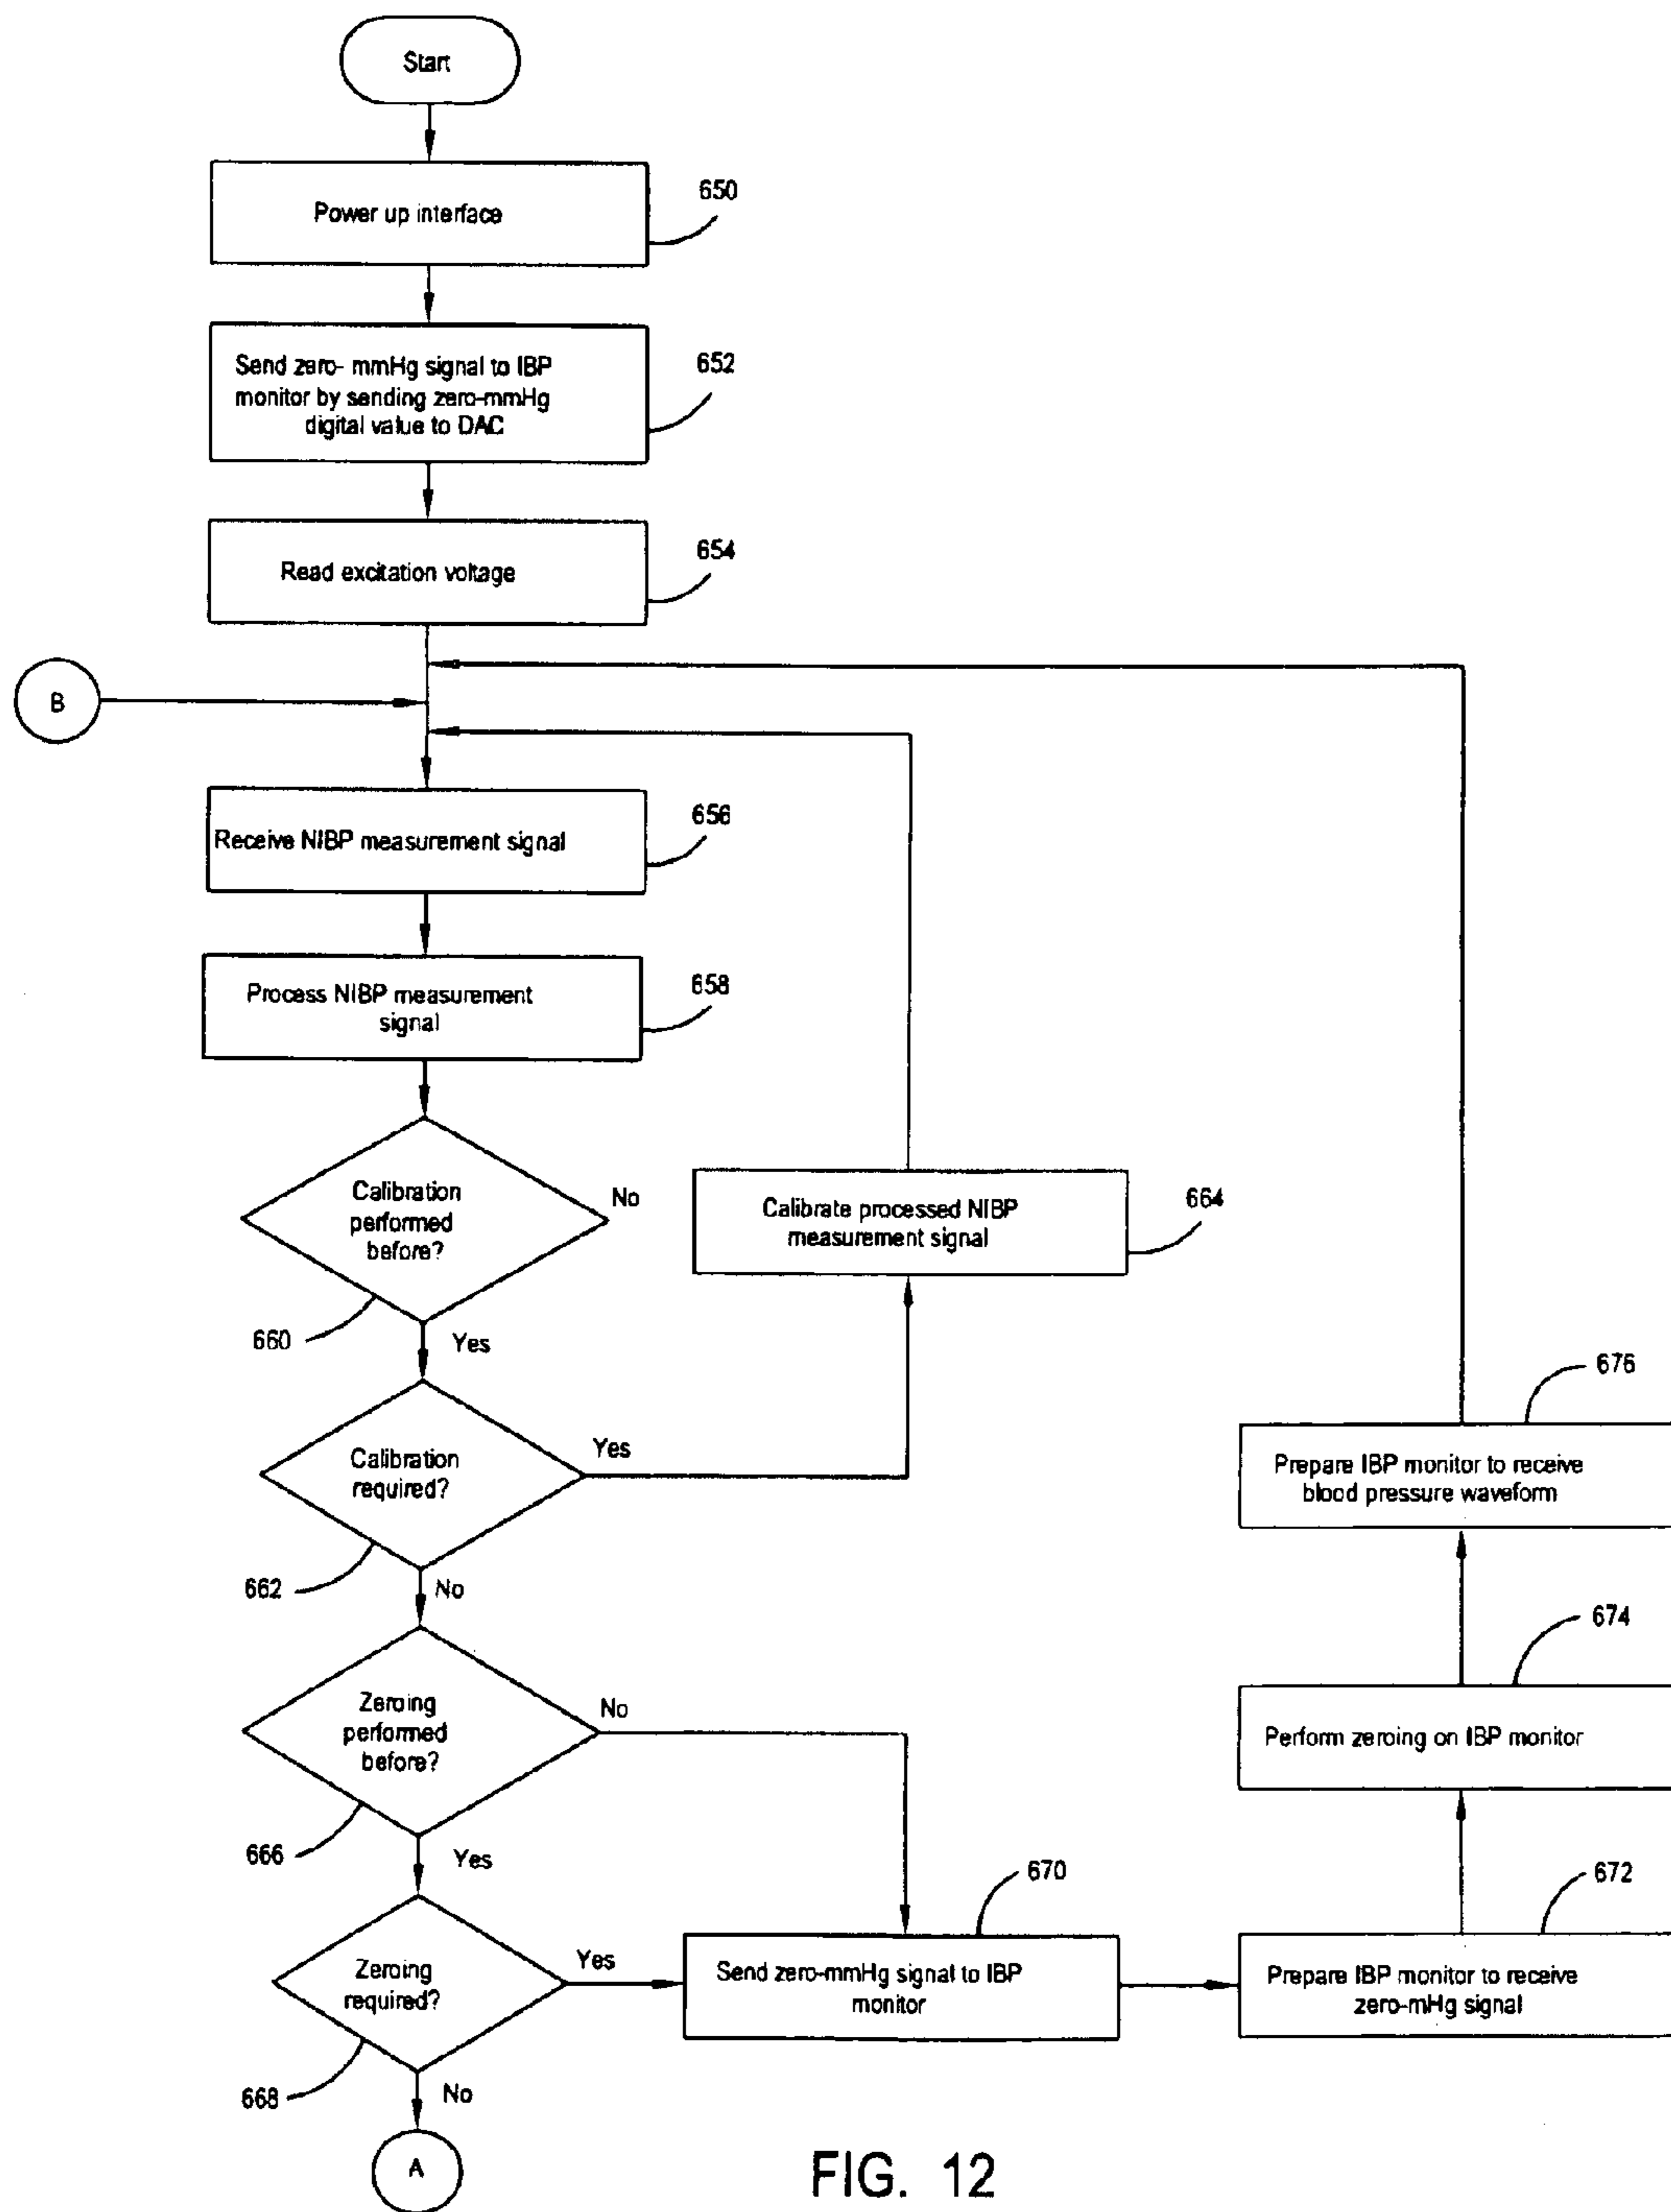 Start
Power up interface
650
Send zero- mmHg signal to IBP
monitor by sending zero-mmHg
digital value to DAC
652
Read excitation voltage
654
B
Receive NIBP measurement signal
656
Process NIBP measurement
signal
658
Calibration
performed
before?
No
660
Yes
Calibrate processed NIBP
measurement signal
664
Calibration
required?
Yes
662
No
676
Prepare IBP monitor to receive
blood pressure waveform
Zeroing
performed
before?
No
666
Yes
674
Perform zeroing on IBP monitor
Zeroing
required?
Yes
668
No
670
Send zero-mmHg signal to IBP
monitor
672
Prepare IBP monitor to receive
zero-mHg signal
A
FIG. 12